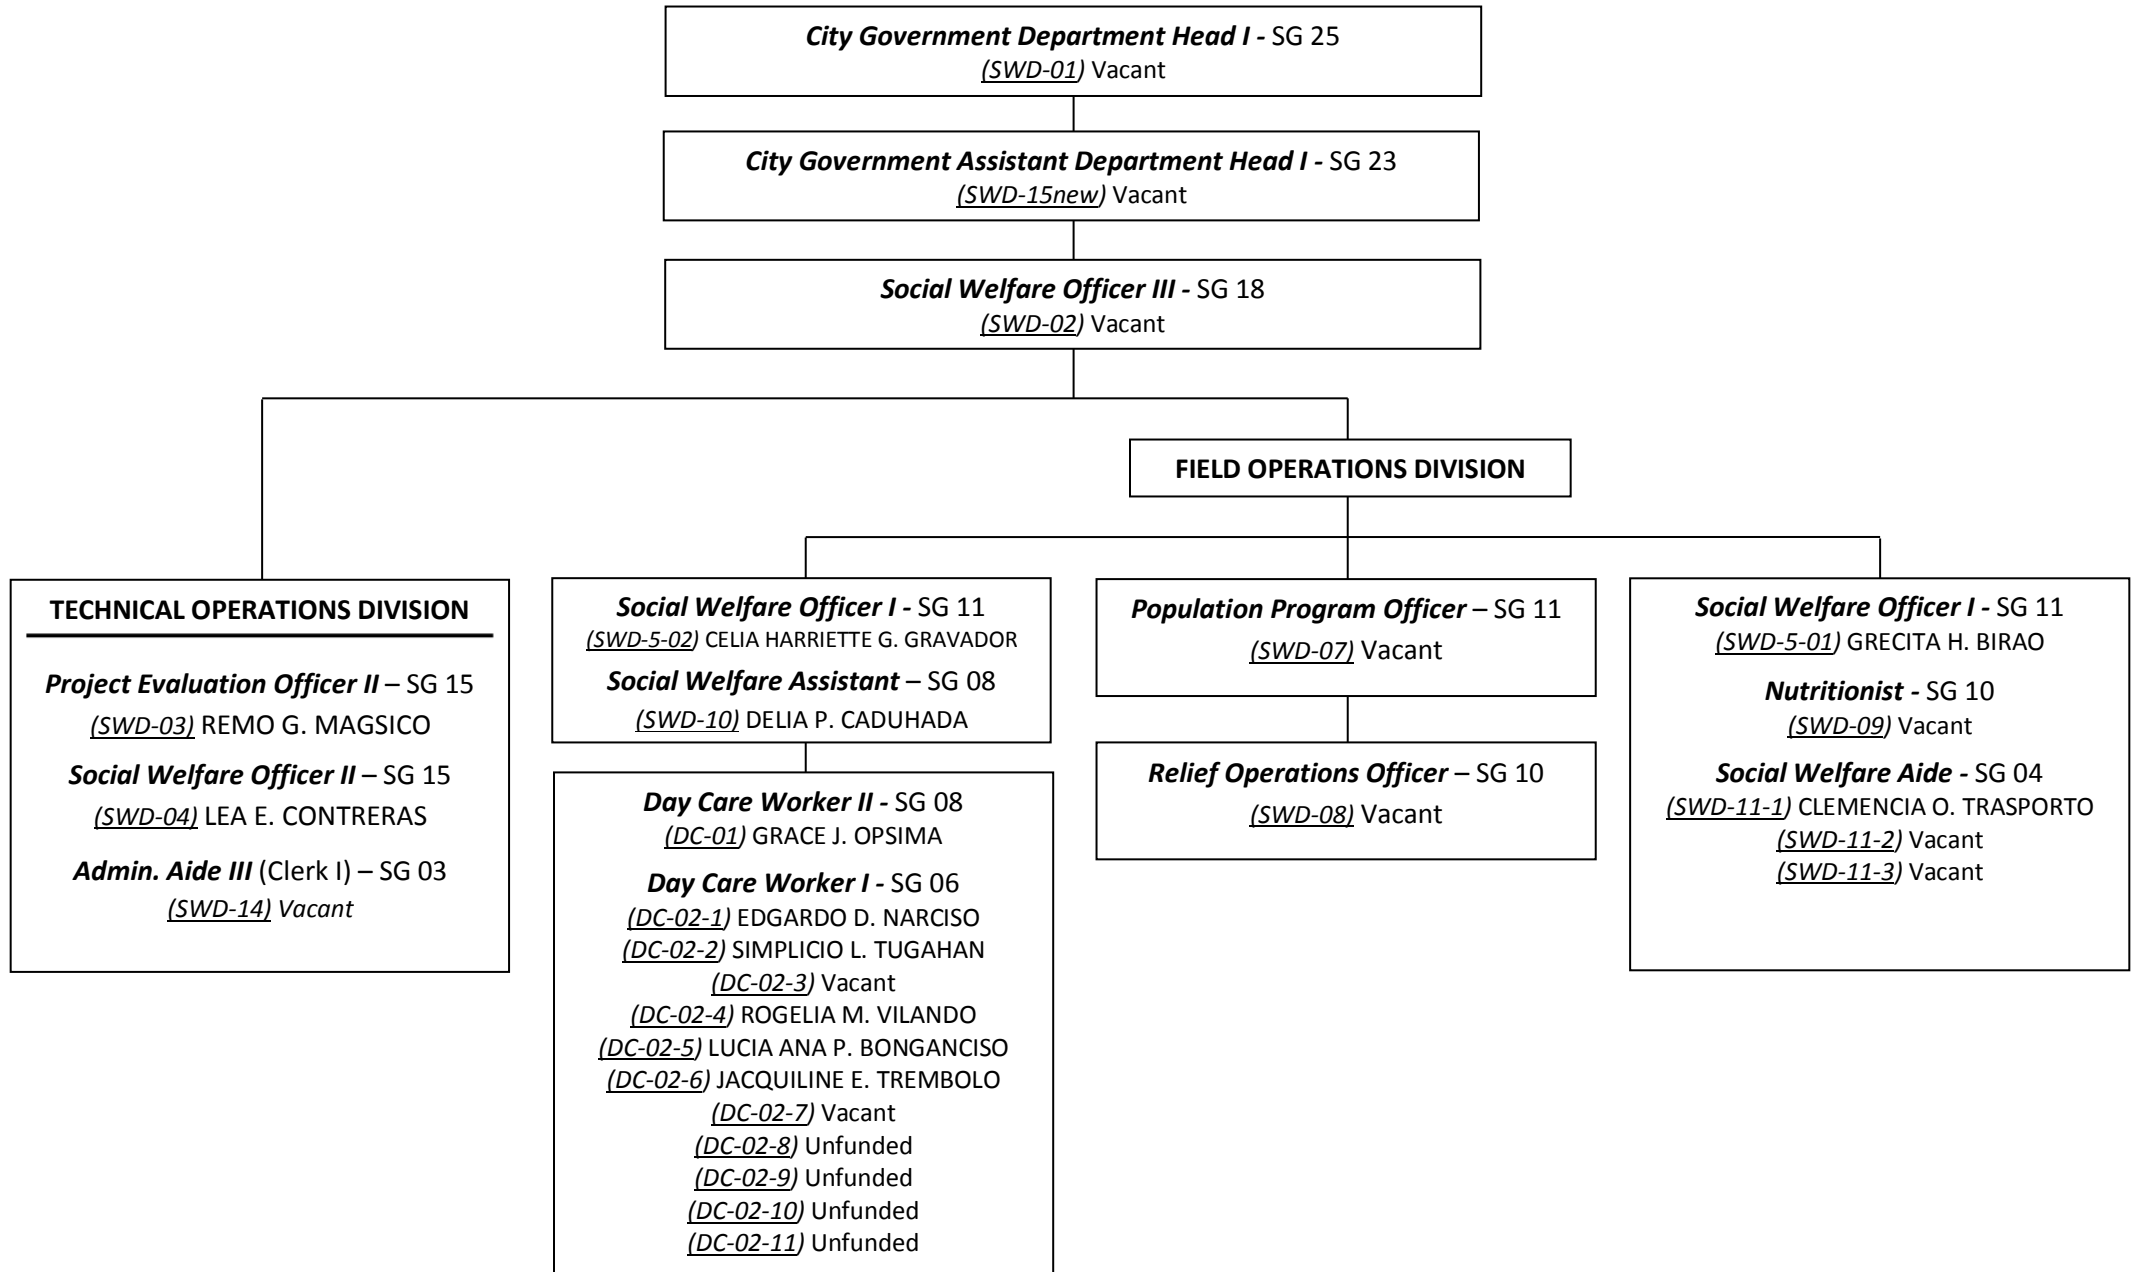 City Government Department Head I - SG 25
(SWD-01) Vacant
City Government Assistant Department Head I - SG 23
(SWD-15new) Vacant
Social Welfare Officer III - SG 18
(SWD-02) Vacant
FIELD OPERATIONS DIVISION
TECHNICAL OPERATIONS DIVISION
Project Evaluation Officer II – SG 15
(SWD-03) REMO G. MAGSICO
Social Welfare Officer II – SG 15
(SWD-04) LEA E. CONTRERAS
Admin. Aide III (Clerk I) – SG 03
(SWD-14) Vacant
Social Welfare Officer I - SG 11
(SWD-5-02) CELIA HARRIETTE G. GRAVADOR
Social Welfare Assistant – SG 08
(SWD-10) DELIA P. CADUHADA
Day Care Worker II - SG 08
(DC-01) GRACE J. OPSIMA
Day Care Worker I - SG 06
(DC-02-1) EDGARDO D. NARCISO
(DC-02-2) SIMPLICIO L. TUGAHAN
(DC-02-3) Vacant
(DC-02-4) ROGELIA M. VILANDO
(DC-02-5) LUCIA ANA P. BONGANCISO
(DC-02-6) JACQUILINE E. TREMBOLO
(DC-02-7) Vacant
(DC-02-8) Unfunded
(DC-02-9) Unfunded
(DC-02-10) Unfunded
(DC-02-11) Unfunded
Population Program Officer – SG 11
(SWD-07) Vacant
Relief Operations Officer – SG 10
(SWD-08) Vacant
Social Welfare Officer I - SG 11
(SWD-5-01) GRECITA H. BIRAO
Nutritionist - SG 10
(SWD-09) Vacant
Social Welfare Aide - SG 04
(SWD-11-1) CLEMENCIA O. TRASPORTO
(SWD-11-2) Vacant
(SWD-11-3) Vacant